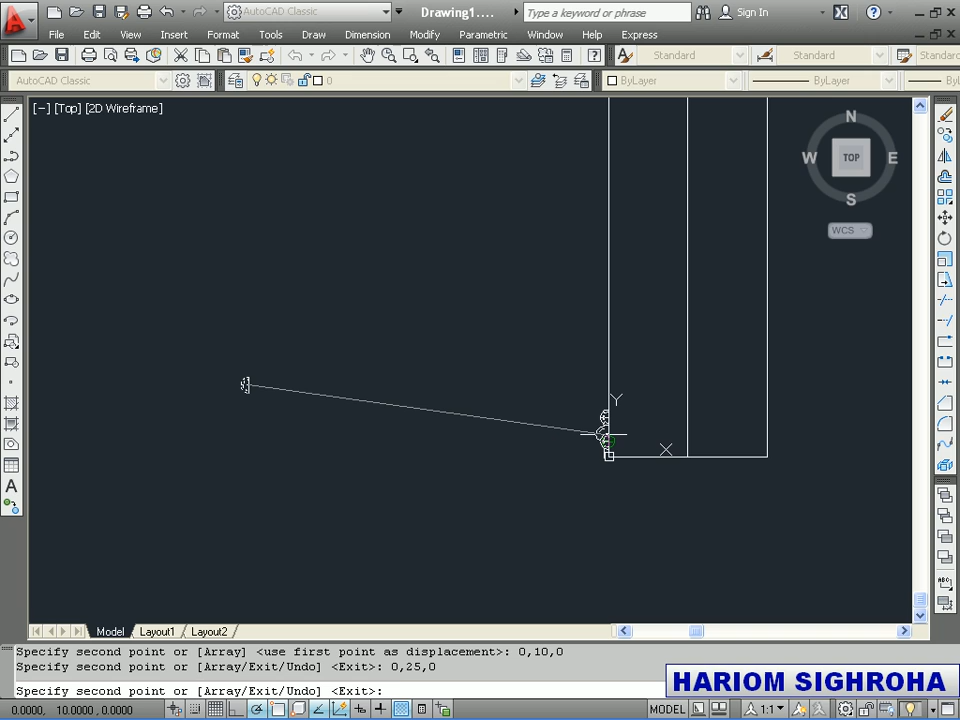 AutoCAD Classic
Drawing1....
Type a keyword or phrase
Sign In
File Edit View Insert Format Tools Draw Dimension Modify Parametric Window Help Express
Standard
Standard
Standard
AutoCAD Classic
0
ByLayer
ByLayer
[−] [Top] [2D Wireframe]
N
W TOP E
S
WCS
Y
X
Model Layout1 Layout2
Specify second point or [Array] <use first point as displacement>: 0,10,0
Specify second point or [Array/Exit/Undo] <Exit>: 0,25,0
Specify second point or [Array/Exit/Undo] <Exit>:
HARIOM SIGHROHA
0.0000, 10.0000, 0.0000
MODEL
1:1